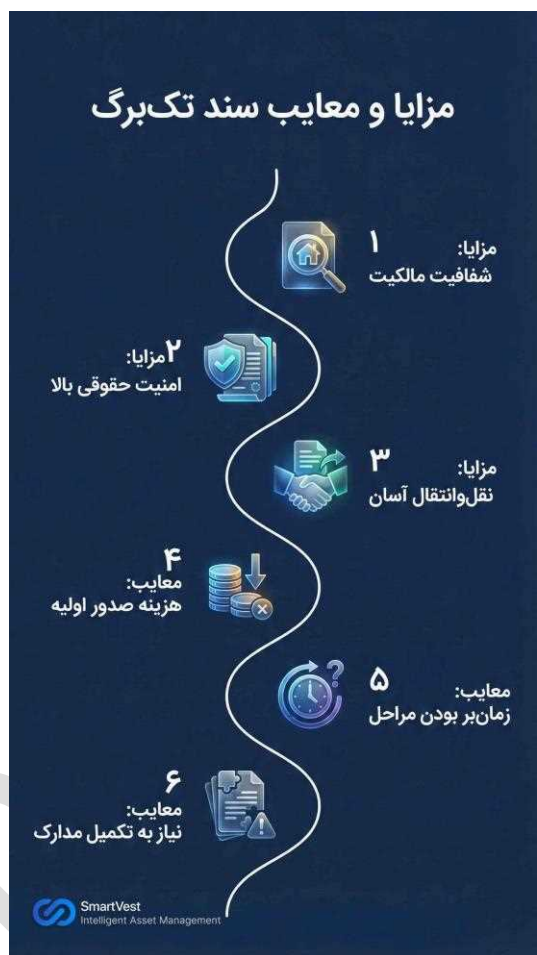 مزایا و معایب سند تک‌برگ
۱
مزایا:
شفافیت مالکیت
۲
مزایا:
امنیت حقوقی بالا
۳
مزایا:
نقل‌وانتقال آسان
۴
معایب:
هزینه صدور اولیه
۵
معایب:
زمان‌بر بودن مراحل
۶
معایب:
نیاز به تکمیل مدارک
SmartVest
Intelligent Asset Management